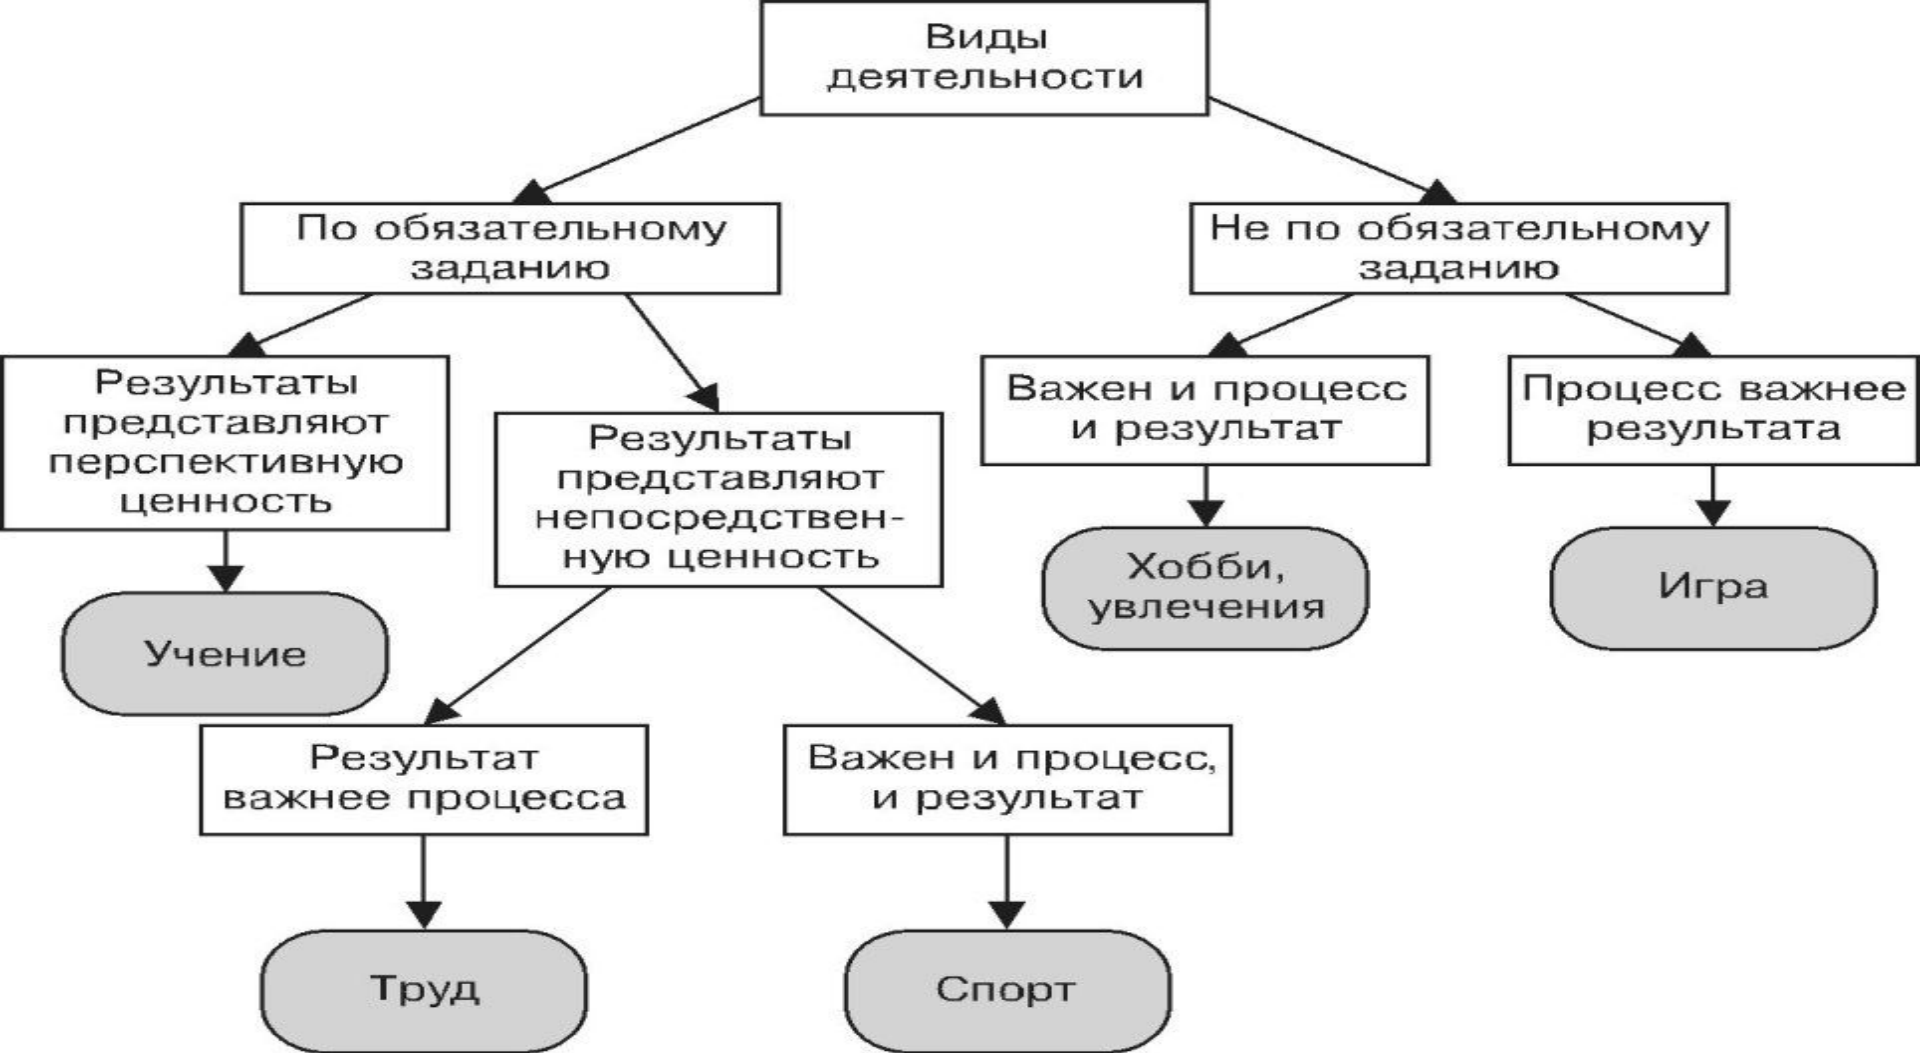 Виды
деятельности
По обязательному
заданию
Не по обязательному
заданию
Результаты
представляют
перспективную
ценность
Результаты
представляют
непосредствен-
ную ценность
Важен и процесс
и результат
Процесс важнее
результата
Учение
Хобби,
увлечения
Игра
Результат
важнее процесса
Важен и процесс,
и результат
Труд
Спорт